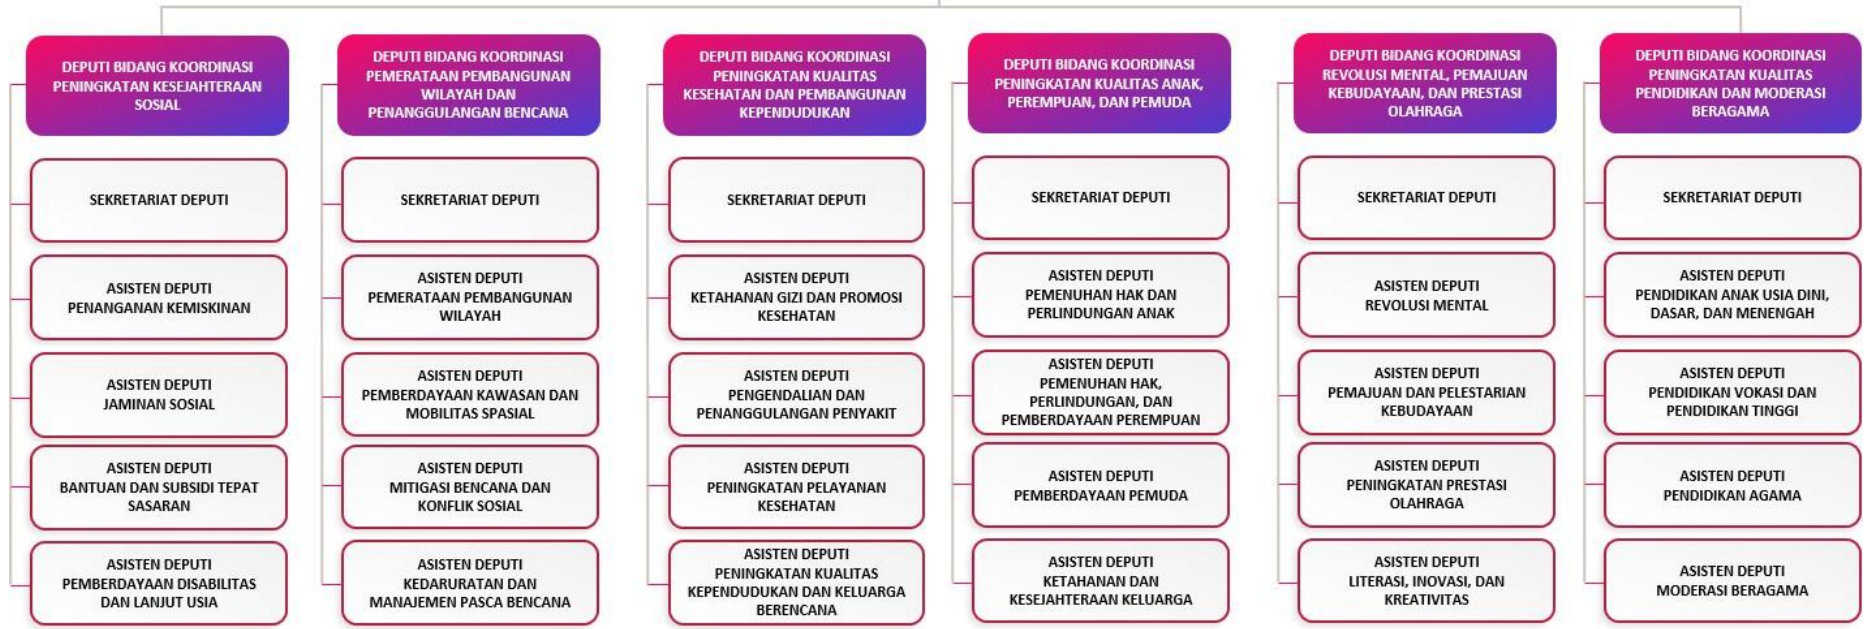 DEPUTI BIDANG KOORDINASI
PENINGKATAN KESEJAHTERAAN
SOSIAL
SEKRETARIAT DEPUTI
ASISTEN DEPUTI
PENANGANAN KEMISKINAN
ASISTEN DEPUTI
JAMINAN SOSIAL
ASISTEN DEPUTI
BANTUAN DAN SUBSIDI TEPAT
SASARAN
ASISTEN DEPUTI
PEMBERDAYAAN DISABILITAS
DAN LANJUT USIA
DEPUTI BIDANG KOORDINASI
PEMERATAAN PEMBANGUNAN
WILAYAH DAN
PENANGGULANGAN BENCANA
SEKRETARIAT DEPUTI
ASISTEN DEPUTI
PEMERATAAN PEMBANGUNAN
WILAYAH
ASISTEN DEPUTI
PEMBERDAYAAN KAWASAN DAN
MOBILITAS SPASIAL
ASISTEN DEPUTI
MITIGASI BENCANA DAN
KONFLIK SOSIAL
ASISTEN DEPUTI
KEDARURATAN DAN
MANAJEMEN PASCA BENCANA
DEPUTI BIDANG KOORDINASI
PENINGKATAN KUALITAS
KESEHATAN DAN PEMBANGUNAN
KEPENDUDUKAN
SEKRETARIAT DEPUTI
ASISTEN DEPUTI
KETAHANAN GIZI DAN PROMOSI
KESEHATAN
ASISTEN DEPUTI
PENGENDALIAN DAN
PENANGGULANGAN PENYAKIT
ASISTEN DEPUTI
PENINGKATAN PELAYANAN
KESEHATAN
ASISTEN DEPUTI
PENINGKATAN KUALITAS
KEPENDUDUKAN DAN KELUARGA
BERENCANA
DEPUTI BIDANG KOORDINASI
PENINGKATAN KUALITAS ANAK,
PEREMPUAN, DAN PEMUDA
SEKRETARIAT DEPUTI
ASISTEN DEPUTI
PEMENUHAN HAK DAN
PERLINDUNGAN ANAK
ASISTEN DEPUTI
PEMENUHAN HAK,
PERLINDUNGAN, DAN
PEMBERDAYAAN PEREMPUAN
ASISTEN DEPUTI
PEMBERDAYAAN PEMUDA
ASISTEN DEPUTI
KETAHANAN DAN
KESEJAHTERAAN KELUARGA
DEPUTI BIDANG KOORDINASI
REVOLUSI MENTAL, PEMAJUAN
KEBUDAYAAN, DAN PRESTASI
OLAHRAGA
SEKRETARIAT DEPUTI
ASISTEN DEPUTI
REVOLUSI MENTAL
ASISTEN DEPUTI
PEMAJUAN DAN PELESTARIAN
KEBUDAYAAN
ASISTEN DEPUTI
PENINGKATAN PRESTASI
OLAHRAGA
ASISTEN DEPUTI
LITERASI, INOVASI, DAN
KREATIVITAS
DEPUTI BIDANG KOORDINASI
PENINGKATAN KUALITAS
PENDIDIKAN DAN MODERASI
BERAGAMA
SEKRETARIAT DEPUTI
ASISTEN DEPUTI
PENDIDIKAN ANAK USIA DINI,
DASAR, DAN MENENGAH
ASISTEN DEPUTI
PENDIDIKAN VOKASI DAN
PENDIDIKAN TINGGI
ASISTEN DEPUTI
PENDIDIKAN AGAMA
ASISTEN DEPUTI
MODERASI BERAGAMA